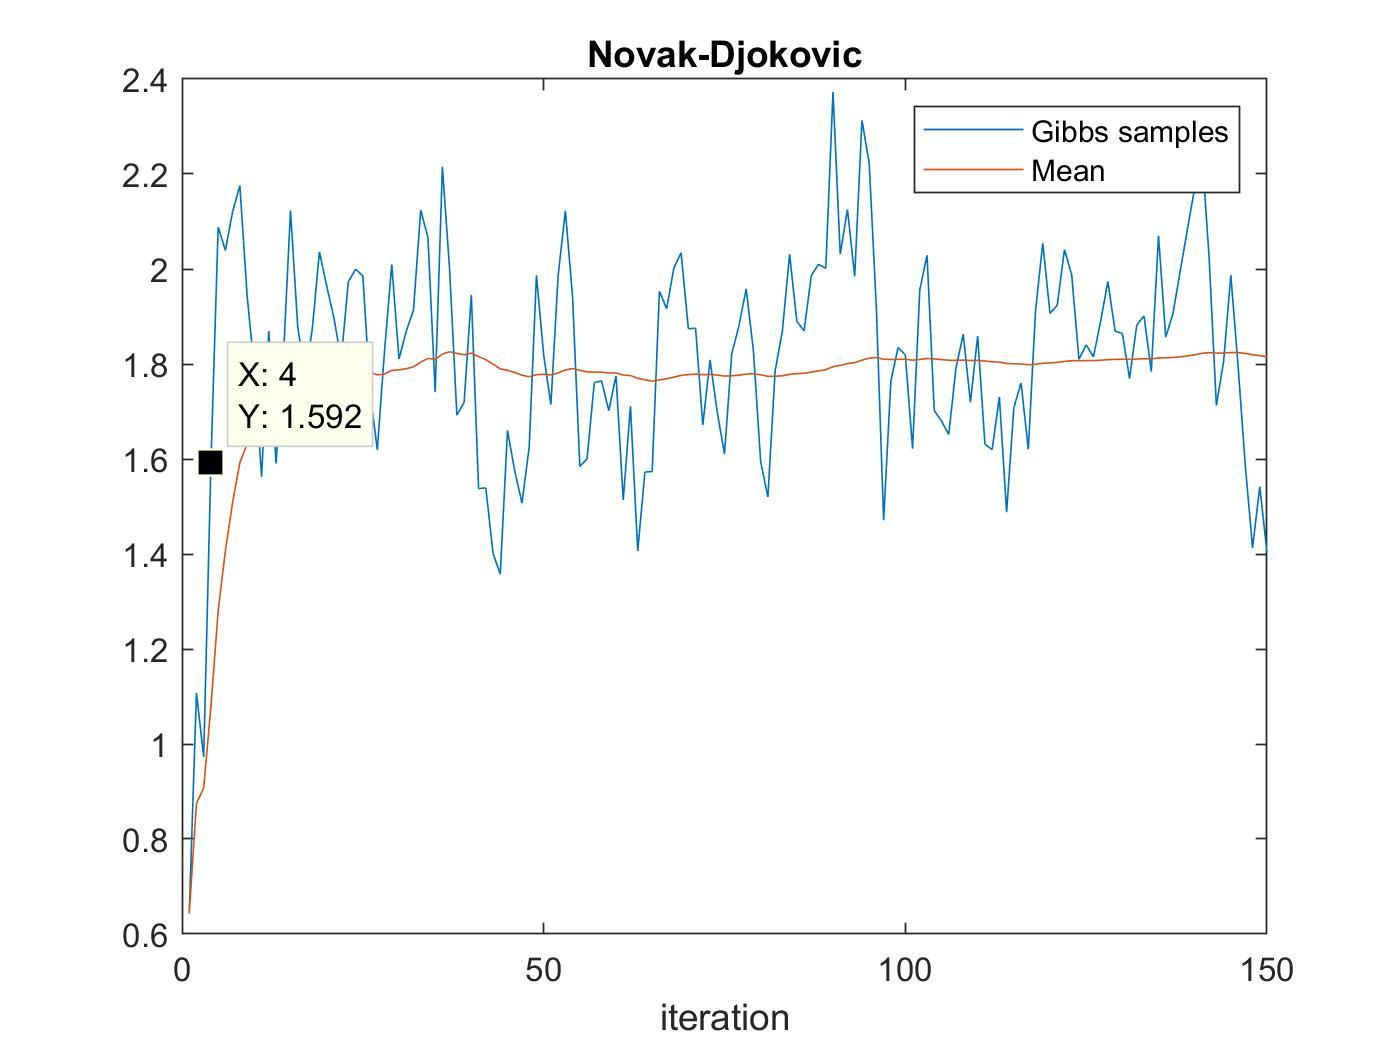 Novak-Djokovic
2.4
2.2
2
1.8
1.6
1.4
1.2
1
0.8
0.6
Gibbs samples
Mean
X: 4
Y: 1.592
0 50 100 150
iteration